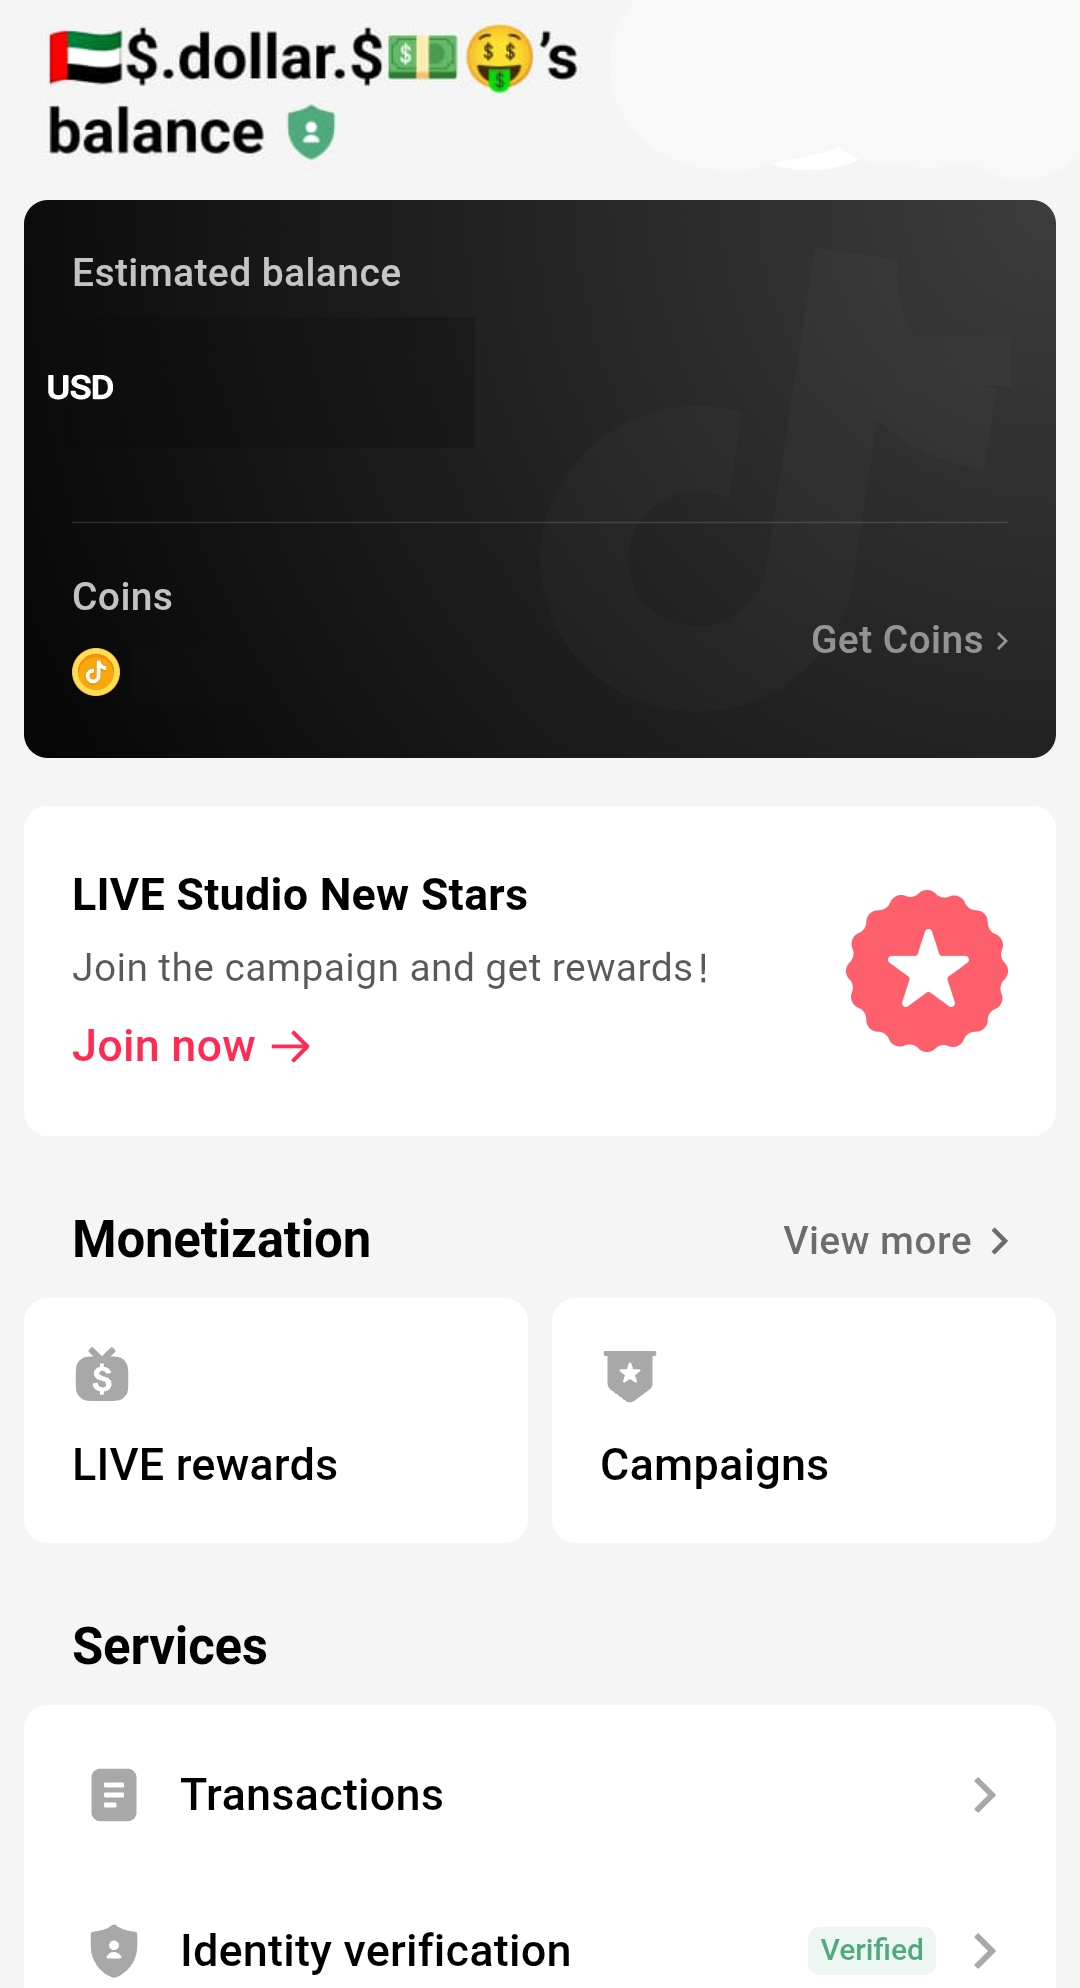 🇦🇪$.dollar.$💵🤑’s
balance
Estimated balance
USD
Coins
Get Coins >
LIVE Studio New Stars
Join the campaign and get rewards!
Join now →
Monetization
View more >
LIVE rewards
Campaigns
Services
Transactions
Identity verification
Verified